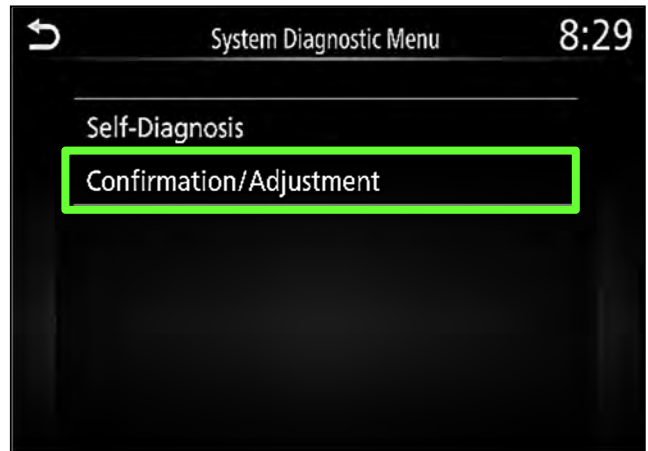 System Diagnostic Menu 8:29
Self-Diagnosis
Confirmation/Adjustment